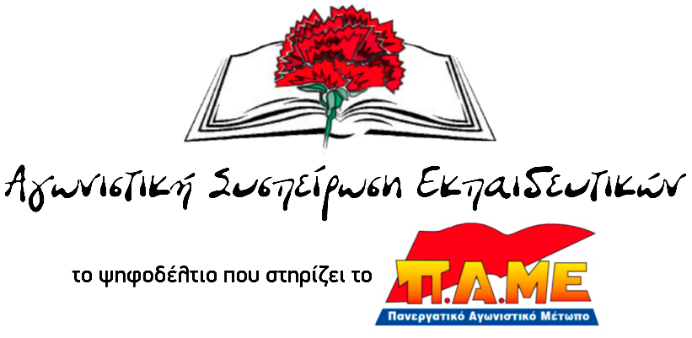 Αγωνιστική Συσπείρωση Εκπαιδευτικών
το ψηφοδέλτιο που στηρίζει το
Π.Α.ΜΕ
Πανεργατικό Αγωνιστικό Μέτωπο